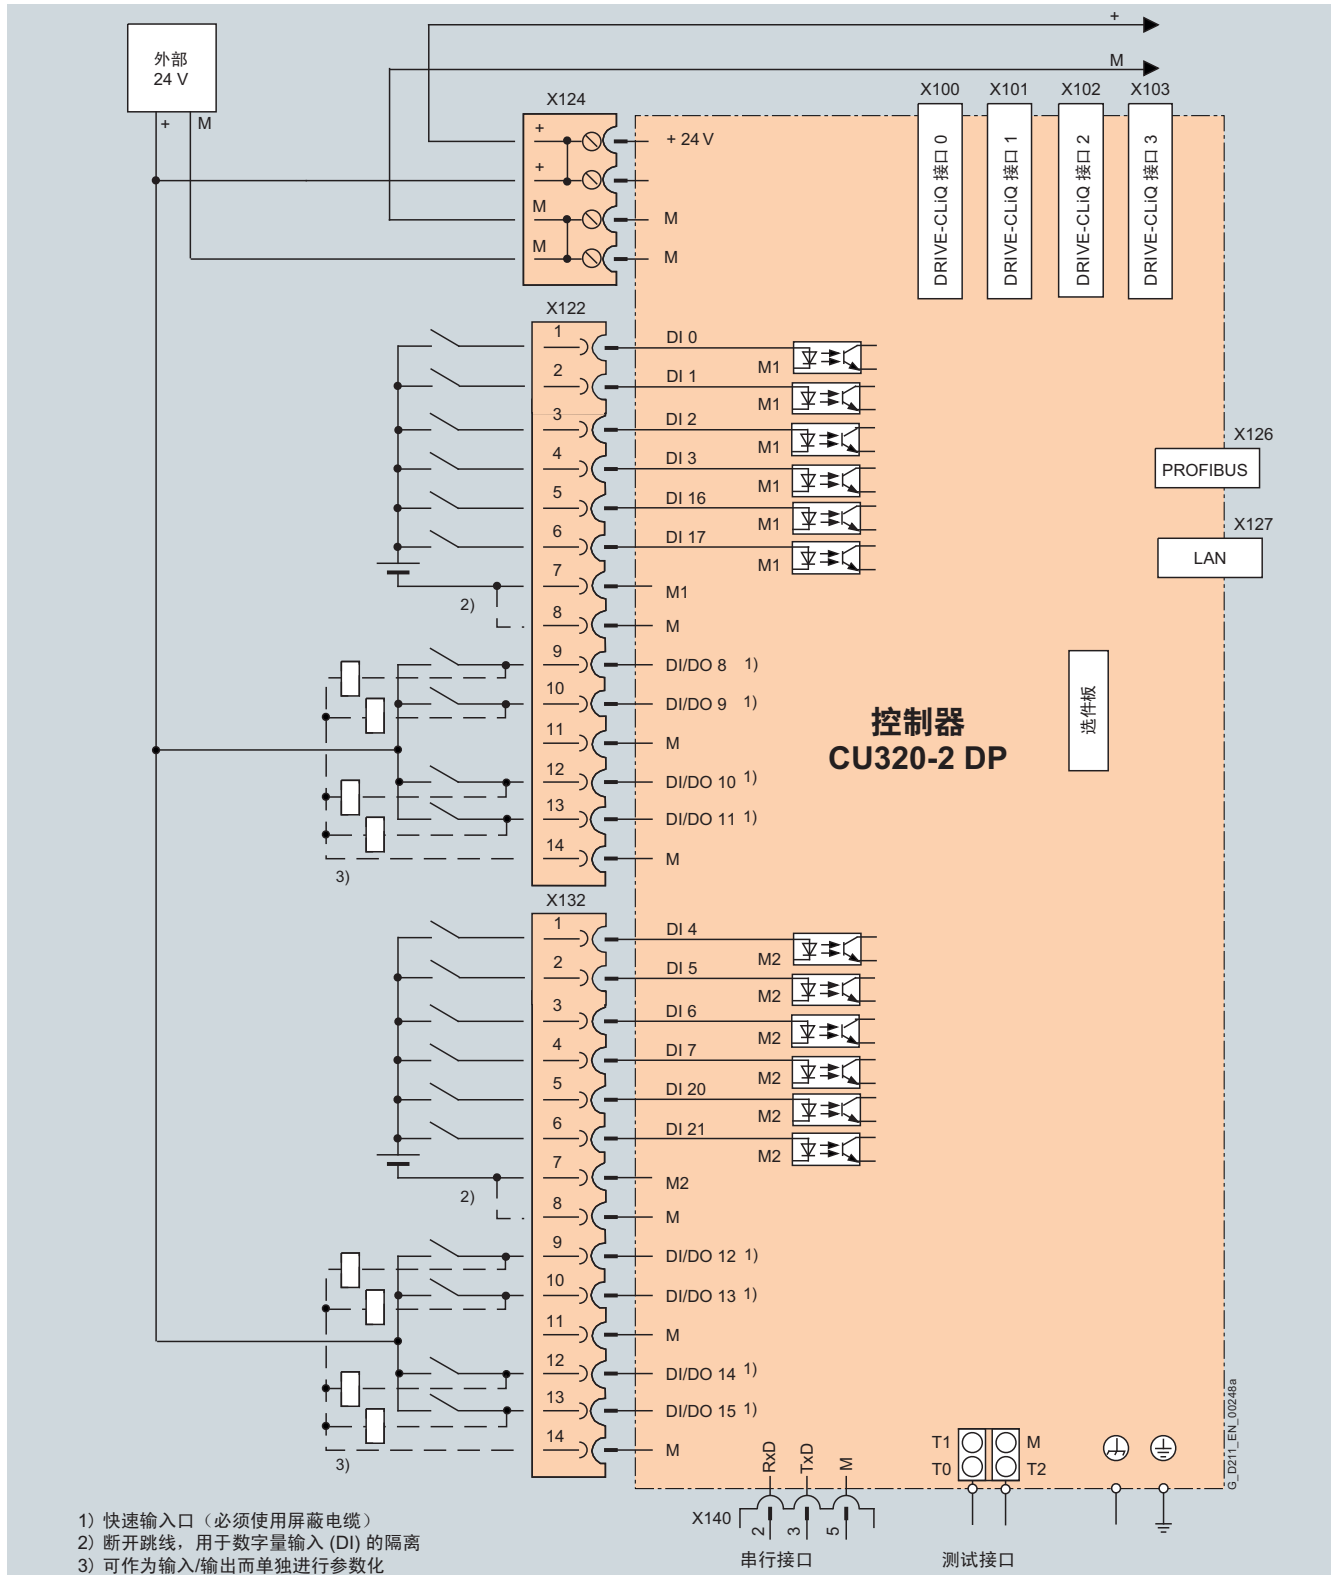 +
M
外部
24 V
+ M
X124
+
+
M
M
+ 24 V
M
M
X100 X101 X102 X103
DRIVE-CLiQ 接口 0
DRIVE-CLiQ 接口 1
DRIVE-CLiQ 接口 2
DRIVE-CLiQ 接口 3
X122
1 DI 0 M1
2 DI 1 M1
3 DI 2 M1
4 DI 3 M1
5 DI 16 M1
6 DI 17 M1
7 M1
2)
8 M
9 DI/DO 8 1)
10 DI/DO 9 1)
11 M
12 DI/DO 10 1)
13 DI/DO 11 1)
14 M
3)
X126
PROFIBUS
X127
LAN
选件板
控制器
CU320-2 DP
X132
1 DI 4 M2
2 DI 5 M2
3 DI 6 M2
4 DI 7 M2
5 DI 20 M2
6 DI 21 M2
7 M2
2)
8 M
9 DI/DO 12 1)
10 DI/DO 13 1)
11 M
12 DI/DO 14 1)
13 DI/DO 15 1)
14 M
3)
RxD TxD M
X140
2 3 5
串行接口
T1 M
T0 T2
测试接口
G_D211_EN_00248a
1) 快速输入口（必须使用屏蔽电缆）
2) 断开跳线，用于数字量输入 (DI) 的隔离
3) 可作为输入/输出而单独进行参数化